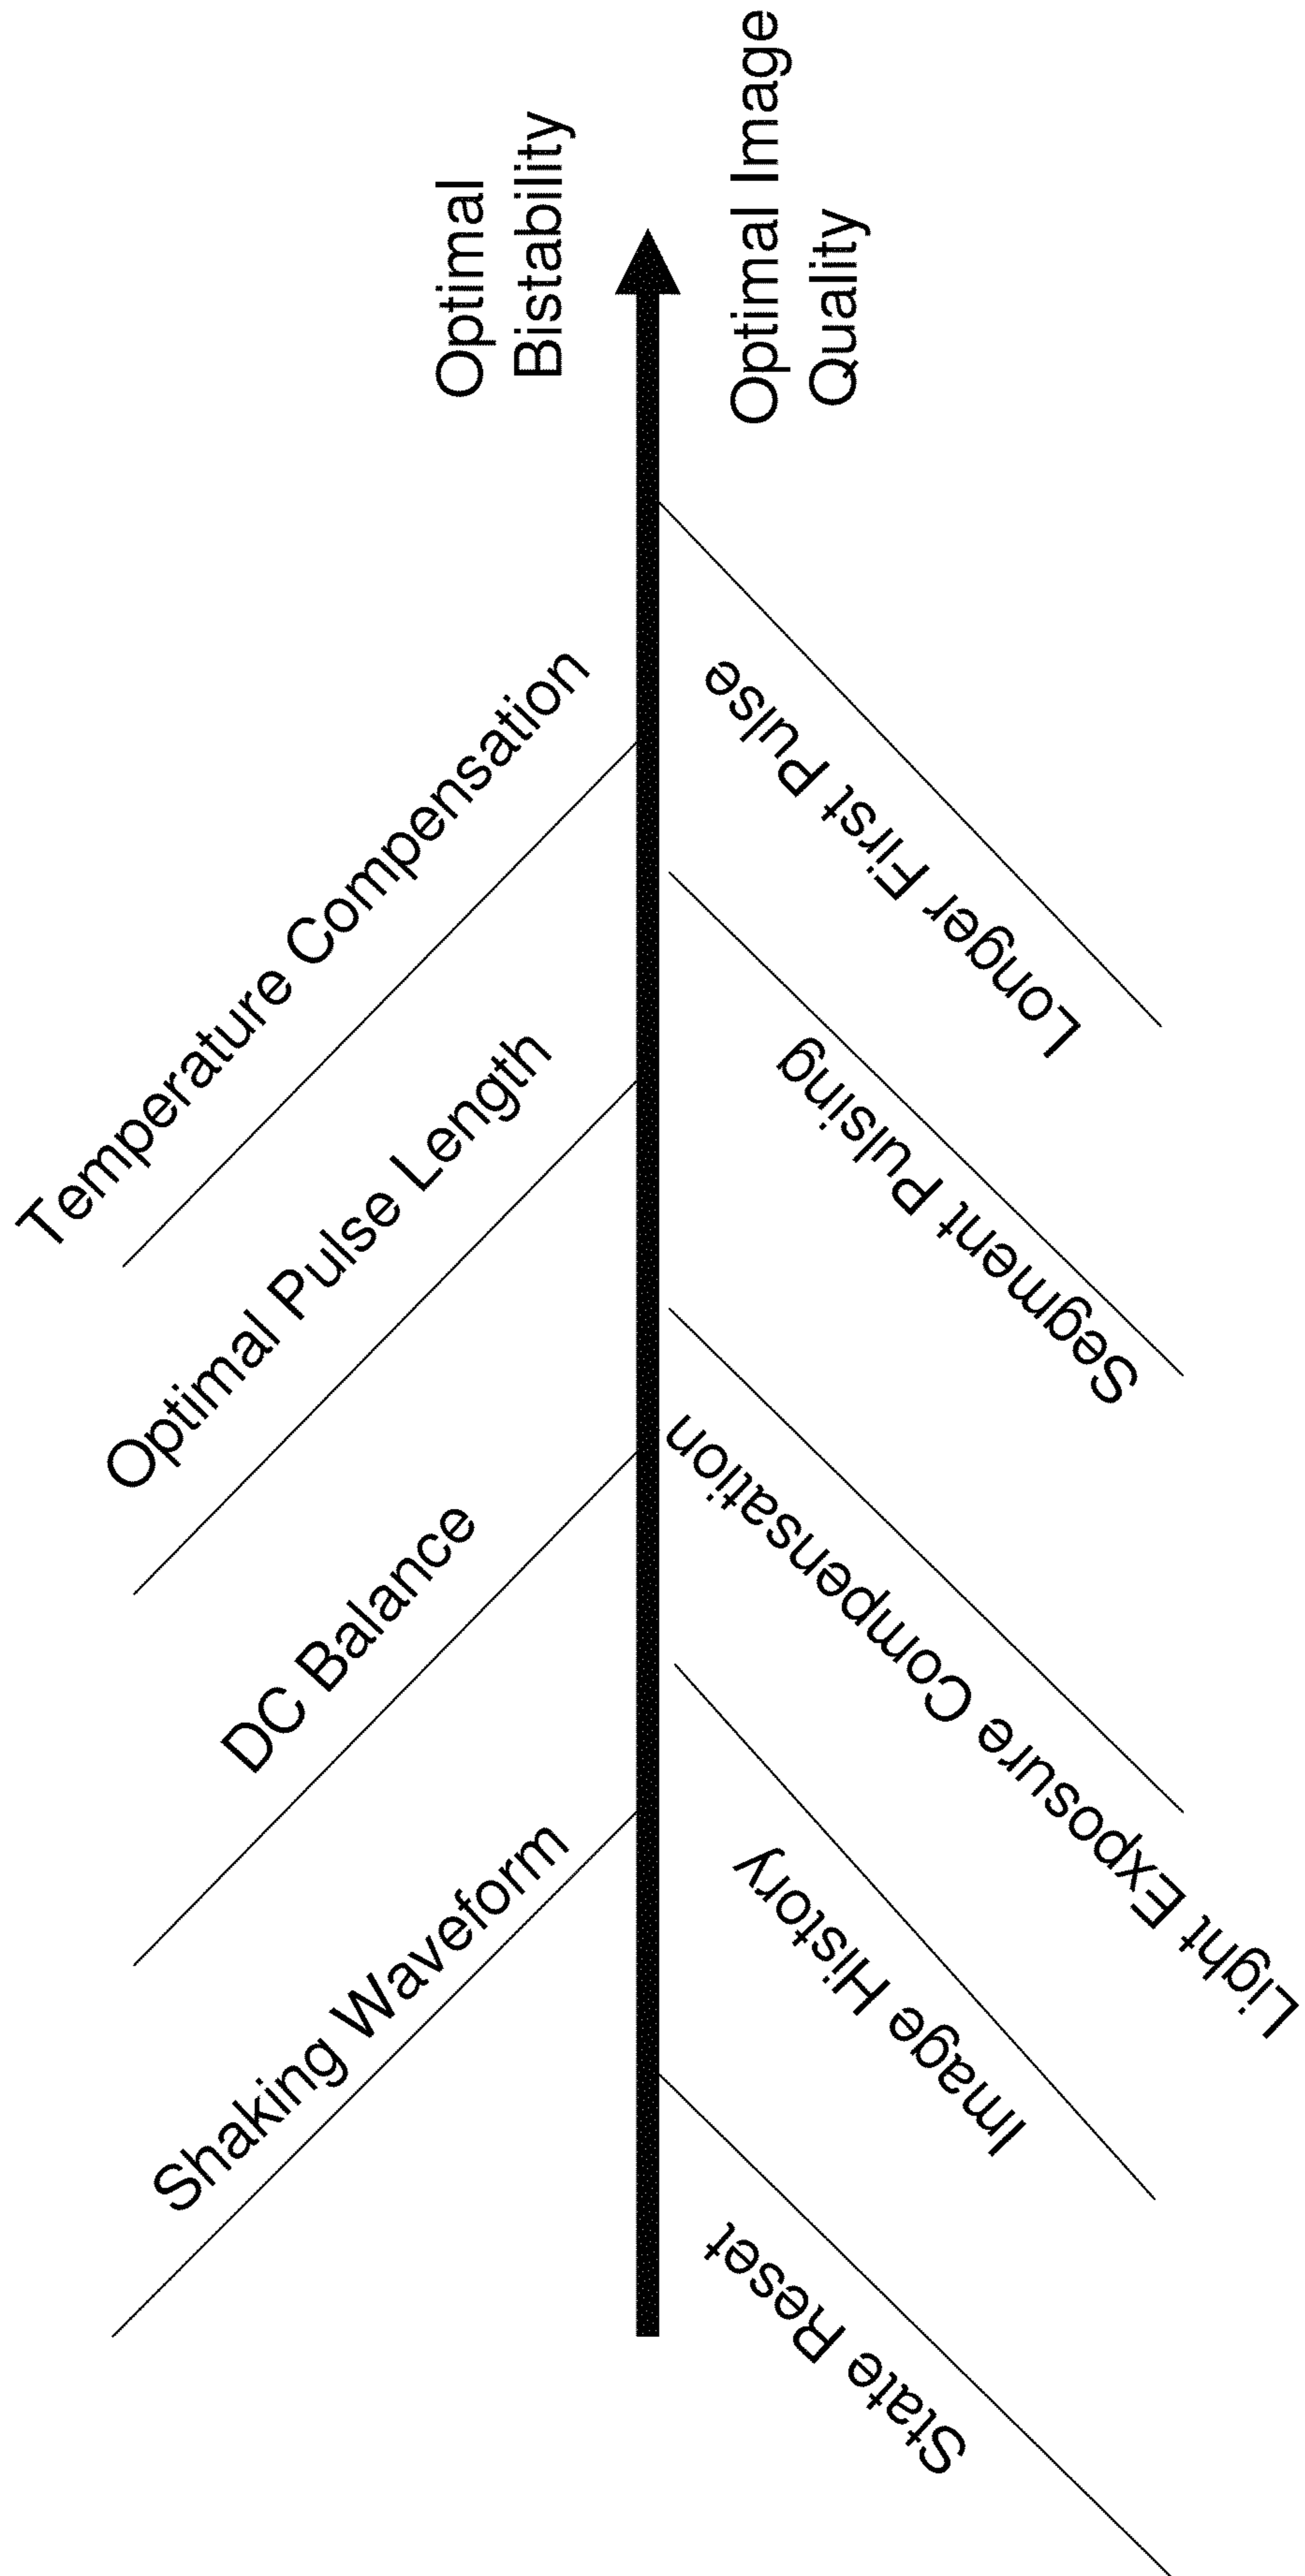 Shaking Waveform
DC Balance
Optimal Pulse Length
Temperature Compensation
Optimal
Bistability
Optimal Image
Quality
State Reset
Image History
Light Exposure Compensation
Segment Pulsing
Longer First Pulse